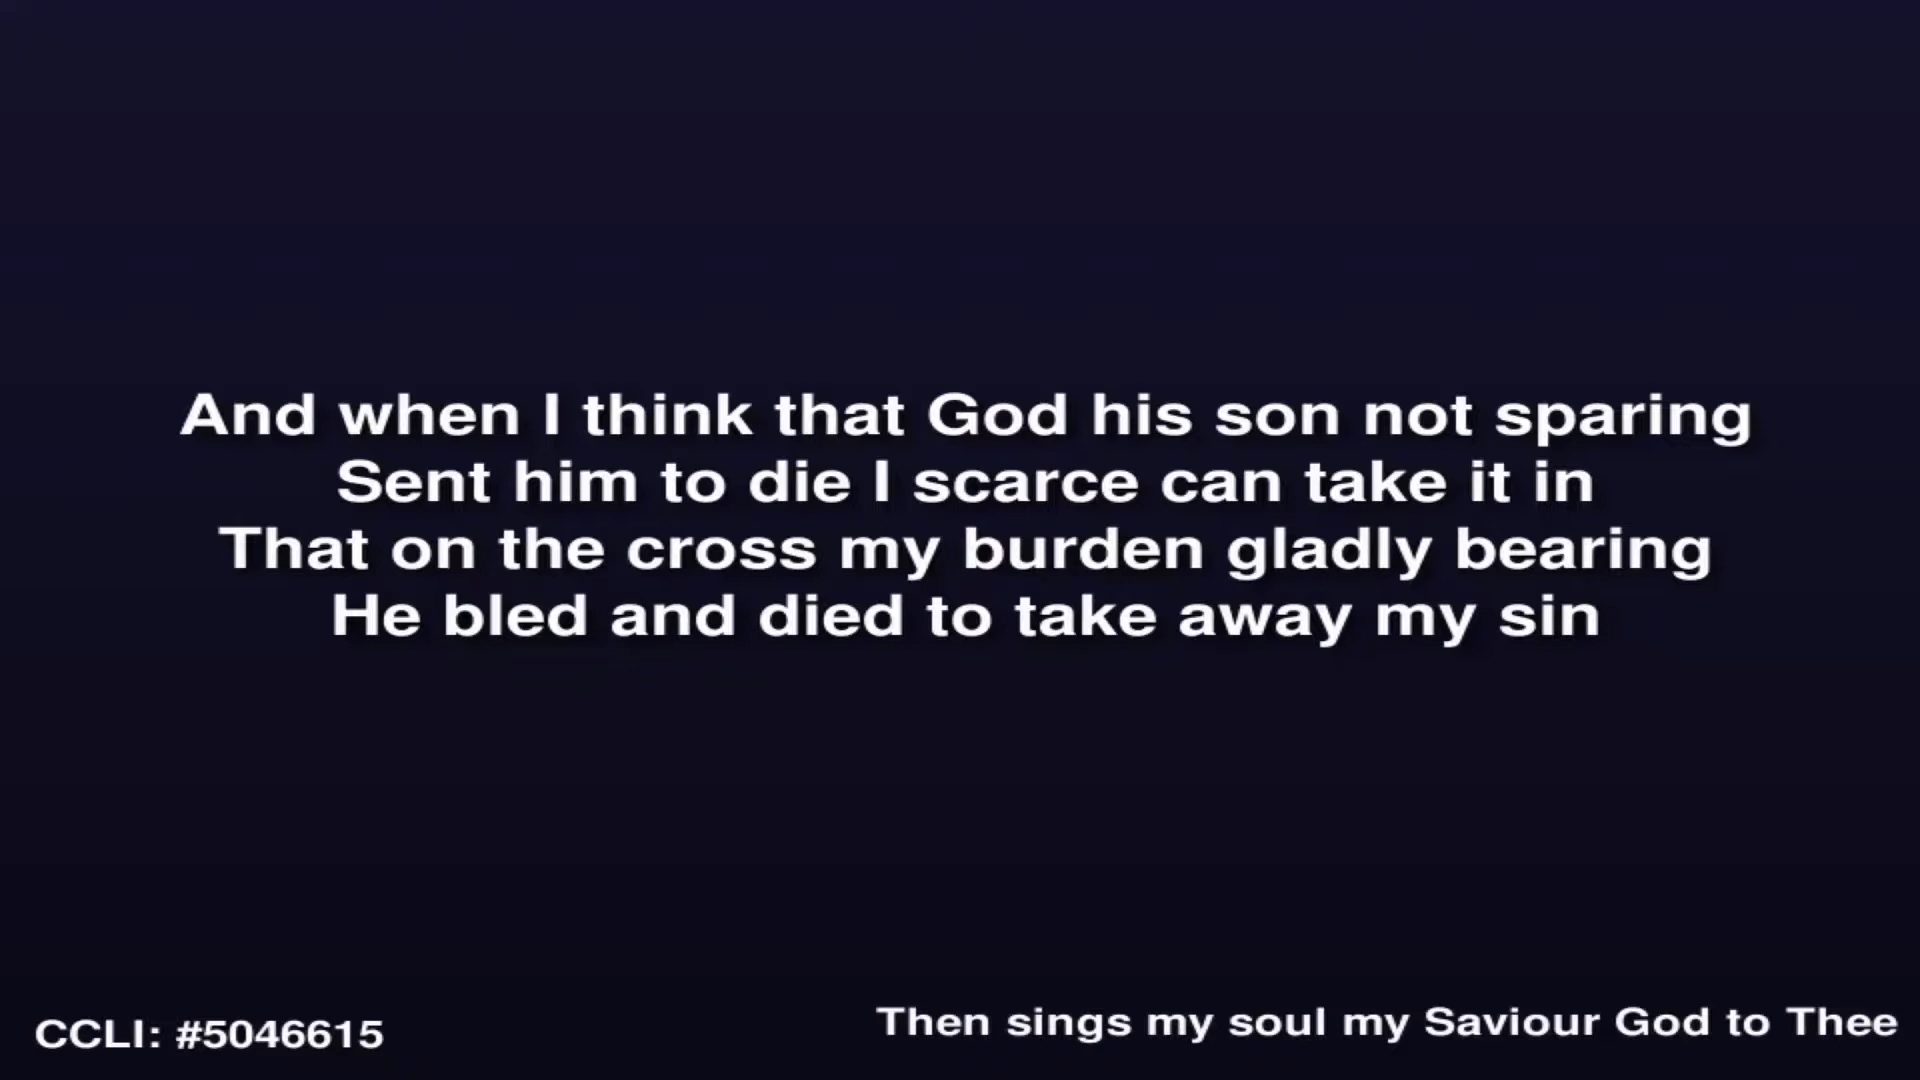 And when I think that God his son not sparing
Sent him to die I scarce can take it in
That on the cross my burden gladly bearing
He bled and died to take away my sin
CCLI: #5046615
Then sings my soul my Saviour God to Thee